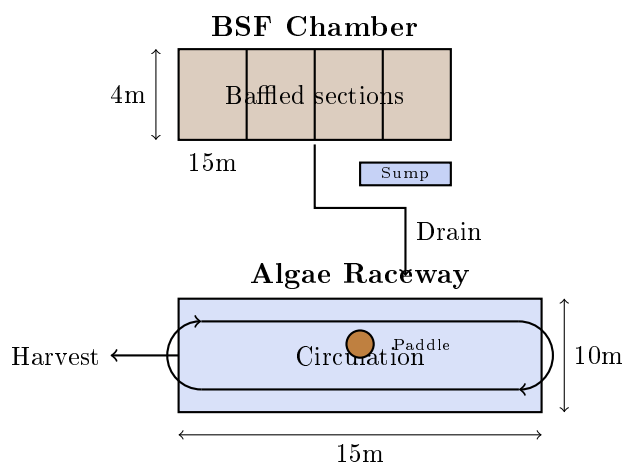 BSF Chamber
4m
Baffled sections
15m
Sump
Drain
Algae Raceway
Harvest
Paddle
Circulation
10m
15m